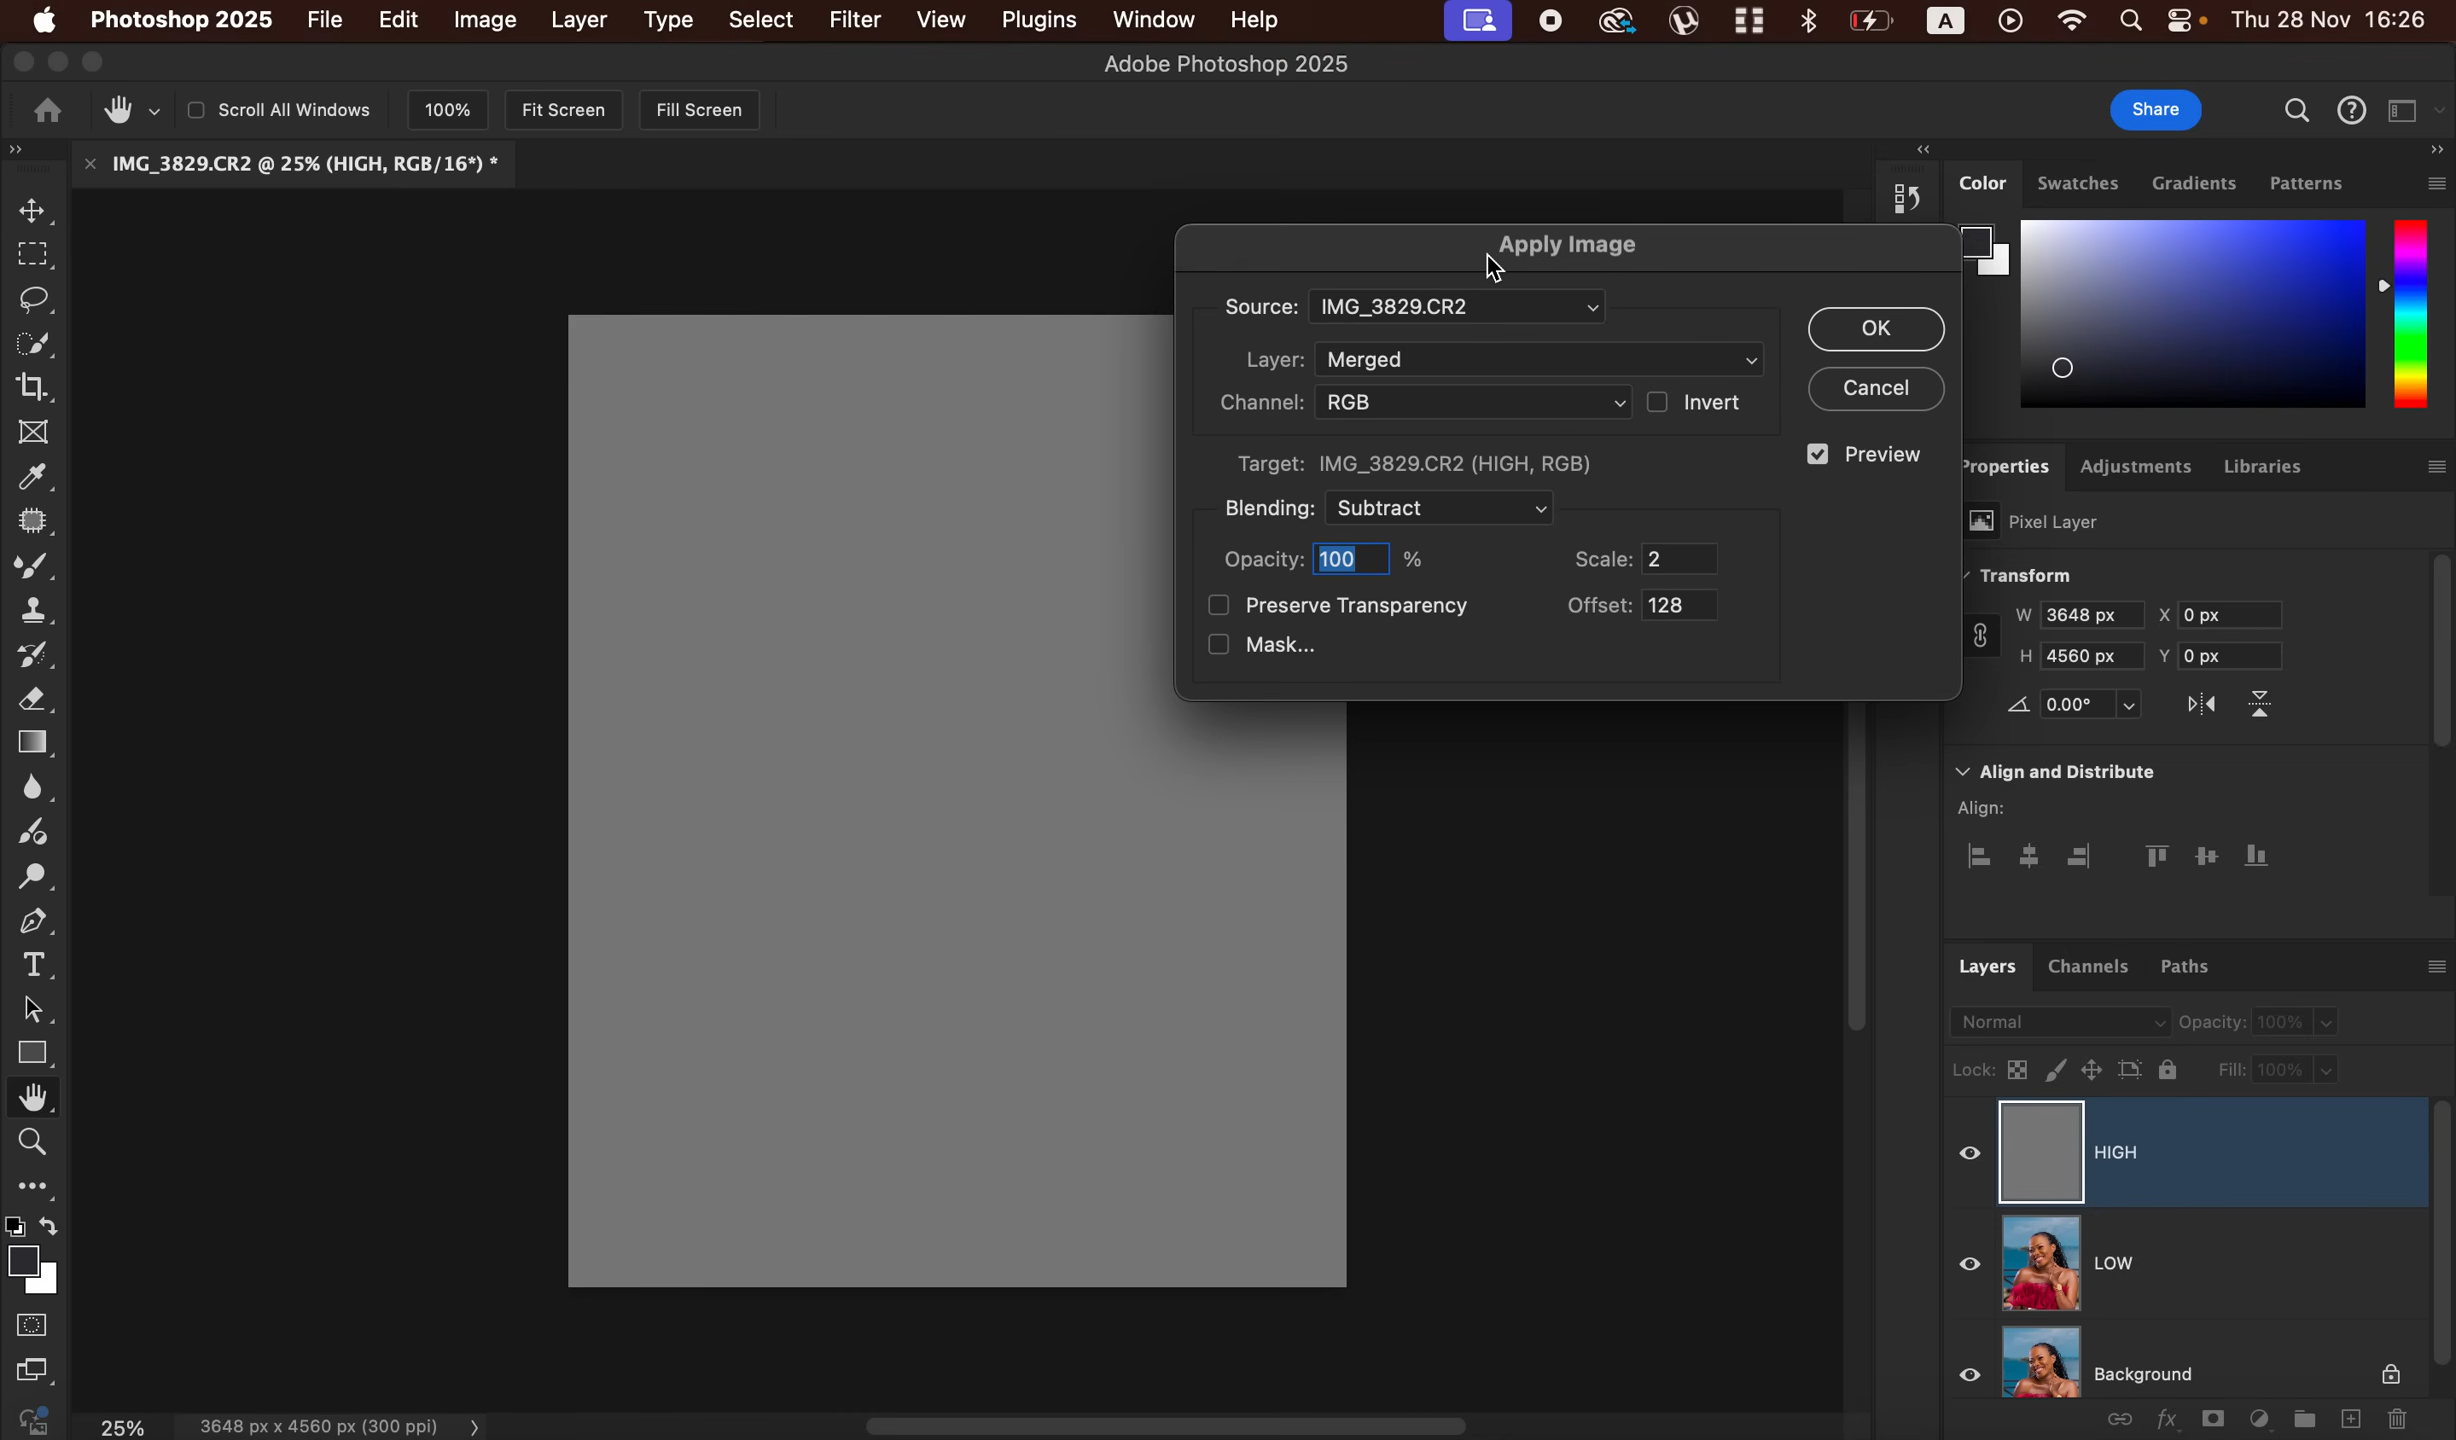 Photoshop 2025 File Edit Image Layer Type Select Filter View Plugins Window Help A Thu 28 Nov 16:26
Adobe Photoshop 2025
Scroll All Windows 100% Fit Screen Fill Screen Share
IMG_3829.CR2 @ 25% (HIGH, RGB/16*) *
Color Swatches Gradients Patterns
Apply Image
Source: IMG_3829.CR2
OK
Layer: Merged
Cancel
Channel: RGB Invert
Preview
Target: IMG_3829.CR2 (HIGH, RGB)
Blending: Subtract
Opacity: 100 % Scale: 2
Preserve Transparency Offset: 128
Mask...
Properties Adjustments Libraries
Pixel Layer
Transform
W 3648 px X 0 px
H 4560 px Y 0 px
0.00°
Align and Distribute
Align:
Layers Channels Paths
Normal Opacity: 100%
Lock: Fill: 100%
HIGH
LOW
Background
fx
25% 3648 px x 4560 px (300 ppi)